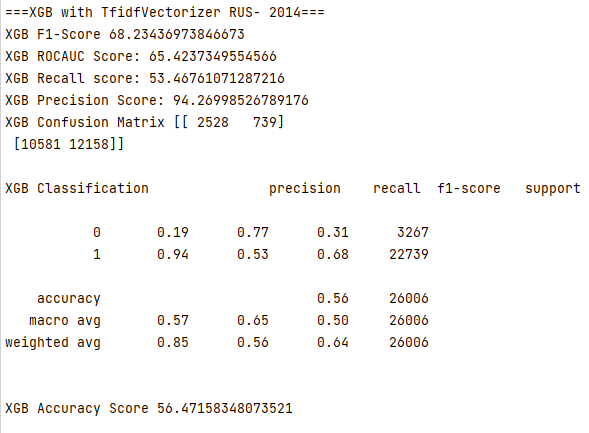 ===XGB with TfidfVectorizer RUS- 2014===
XGB F1-Score 68.23436973846673
XGB ROCAUC Score: 65.4237349554566
XGB Recall score: 53.46761071287216
XGB Precision Score: 94.26998526789176
XGB Confusion Matrix [[ 2528   739]
 [10581 12158]]
XGB Classification               precision    recall  f1-score   support
           0       0.19      0.77      0.31      3267
           1       0.94      0.53      0.68     22739
    accuracy                           0.56     26006
   macro avg       0.57      0.65      0.50     26006
weighted avg       0.85      0.56      0.64     26006
XGB Accuracy Score 56.47158348073521